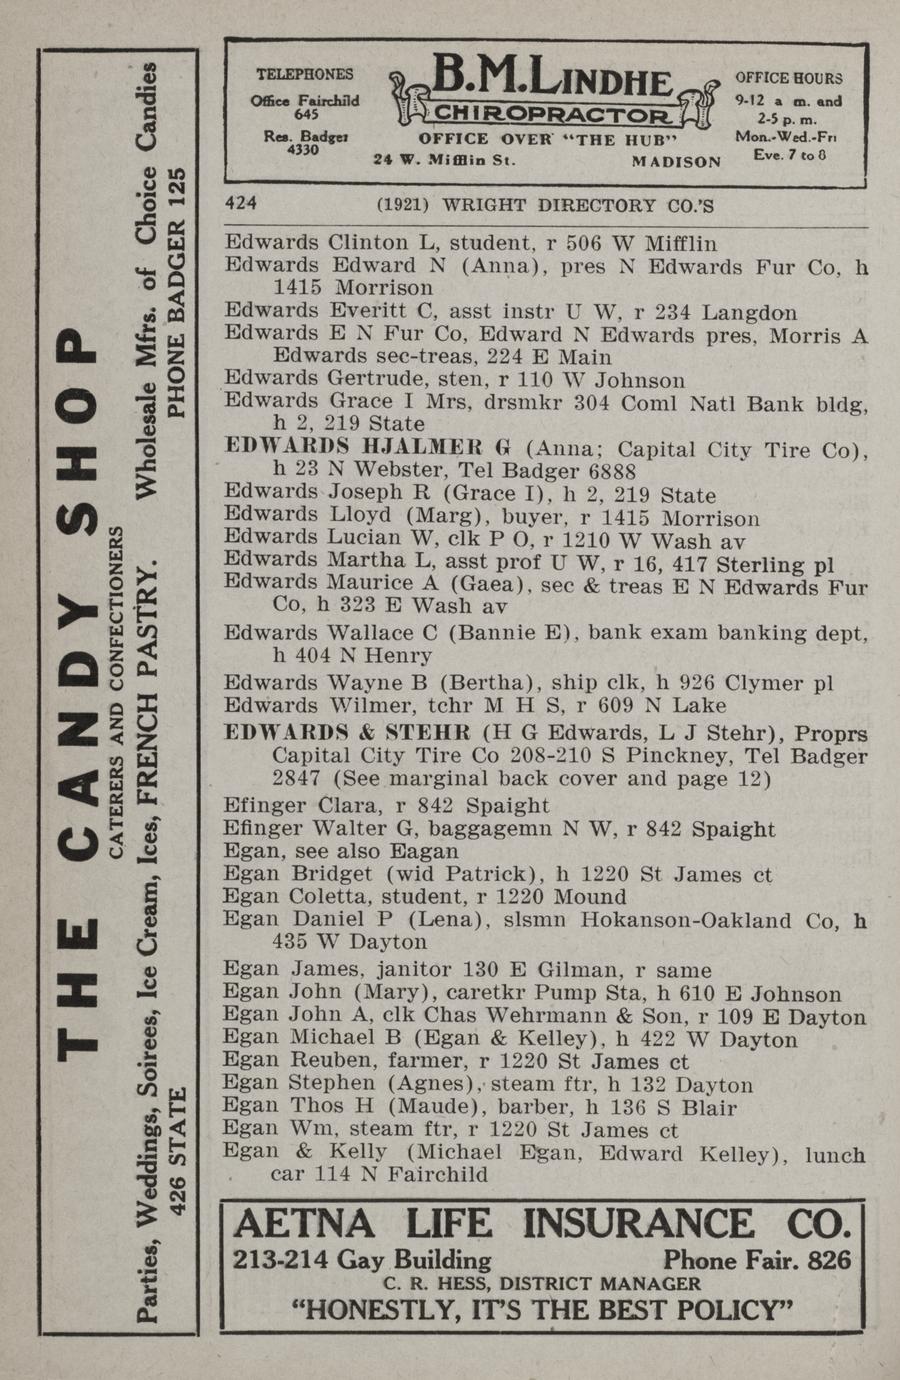 TELEPHONES
Office Fairchild
645
Res. Badger
4330
B.M.LINDHE
CHIROPRACTOR
OFFICE OVER "THE HUB"
24 W. Mifflin St. MADISON
OFFICE HOURS
9-12 a m. and
2-5 p. m.
Mon.-Wed.-Fri
Eve. 7 to 8
THE CANDY SHOP
CATERERS AND CONFECTIONERS
Parties, Weddings, Soirees, Ice Cream, Ices, FRENCH PASTRY. Wholesale Mfrs. of Choice Candies
426 STATE PHONE BADGER 125
424 (1921) WRIGHT DIRECTORY CO.'S
Edwards Clinton L, student, r 506 W Mifflin
Edwards Edward N (Anna), pres N Edwards Fur Co, h
1415 Morrison
Edwards Everitt C, asst instr U W, r 234 Langdon
Edwards E N Fur Co, Edward N Edwards pres, Morris A
Edwards sec-treas, 224 E Main
Edwards Gertrude, sten, r 110 W Johnson
Edwards Grace I Mrs, drsmkr 304 Coml Natl Bank bldg,
h 2, 219 State
EDWARDS HJALMER G (Anna; Capital City Tire Co),
h 23 N Webster, Tel Badger 6888
Edwards Joseph R (Grace I), h 2, 219 State
Edwards Lloyd (Marg), buyer, r 1415 Morrison
Edwards Lucian W, clk P O, r 1210 W Wash av
Edwards Martha L, asst prof U W, r 16, 417 Sterling pl
Edwards Maurice A (Gaea), sec & treas E N Edwards Fur
Co, h 323 E Wash av
Edwards Wallace C (Bannie E), bank exam banking dept,
h 404 N Henry
Edwards Wayne B (Bertha), ship clk, h 926 Clymer pl
Edwards Wilmer, tchr M H S, r 609 N Lake
EDWARDS & STEHR (H G Edwards, L J Stehr), Proprs
Capital City Tire Co 208-210 S Pinckney, Tel Badger
2847 (See marginal back cover and page 12)
Efinger Clara, r 842 Spaight
Efinger Walter G, baggagemn N W, r 842 Spaight
Egan, see also Eagan
Egan Bridget (wid Patrick), h 1220 St James ct
Egan Coletta, student, r 1220 Mound
Egan Daniel P (Lena), slsmn Hokanson-Oakland Co, h
435 W Dayton
Egan James, janitor 130 E Gilman, r same
Egan John (Mary), caretkr Pump Sta, h 610 E Johnson
Egan John A, clk Chas Wehrmann & Son, r 109 E Dayton
Egan Michael B (Egan & Kelley), h 422 W Dayton
Egan Reuben, farmer, r 1220 St James ct
Egan Stephen (Agnes), steam ftr, h 132 Dayton
Egan Thos H (Maude), barber, h 136 S Blair
Egan Wm, steam ftr, r 1220 St James ct
Egan & Kelly (Michael Egan, Edward Kelley), lunch
car 114 N Fairchild
AETNA LIFE INSURANCE CO.
213-214 Gay Building Phone Fair. 826
C. R. HESS, DISTRICT MANAGER
"HONESTLY, IT'S THE BEST POLICY"